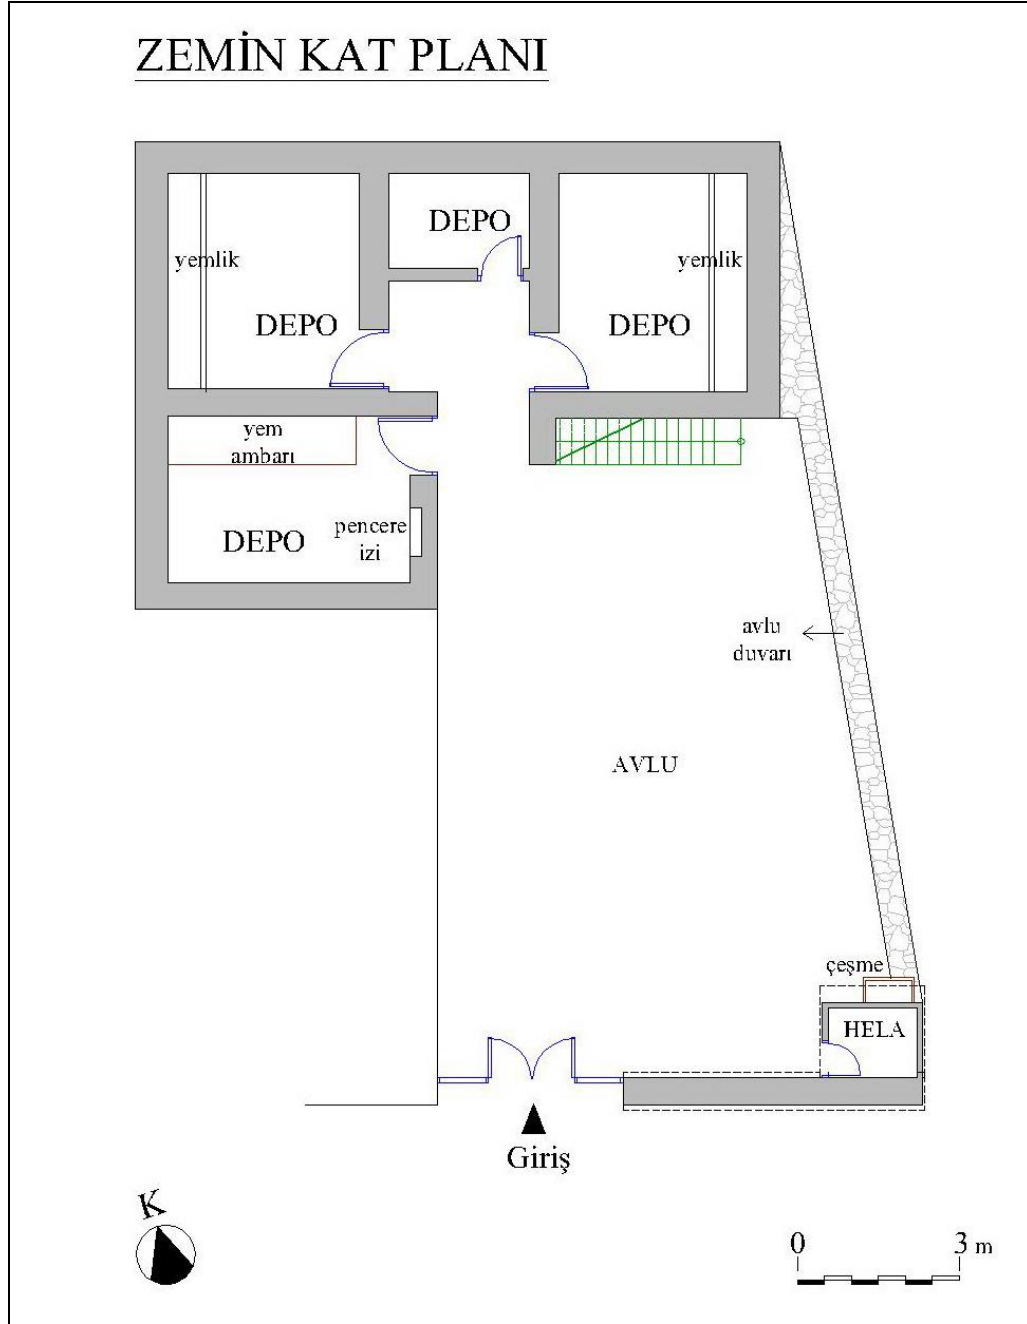 ZEMİN KAT PLANI
DEPO
yemlik
yemlik
DEPO
DEPO
yem
ambarı
DEPO
pencere
izi
avlu
duvarı
AVLU
çeşme
HELA
Giriş
K
0 3 m